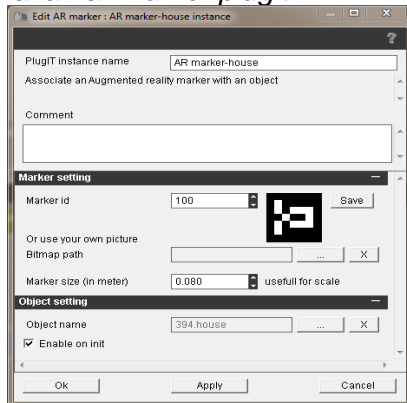 Edit AR marker : AR marker-house instance
?
PlugIT instance name AR marker-house
Associate an Augmented reality marker with an object
Comment
Marker setting
Marker id 100 Save
Or use your own picture
Bitmap path ... X
Marker size (in meter) 0.080 usefull for scale
Object setting
Object name 394.house ... X
Enable on init
Ok Apply Cancel